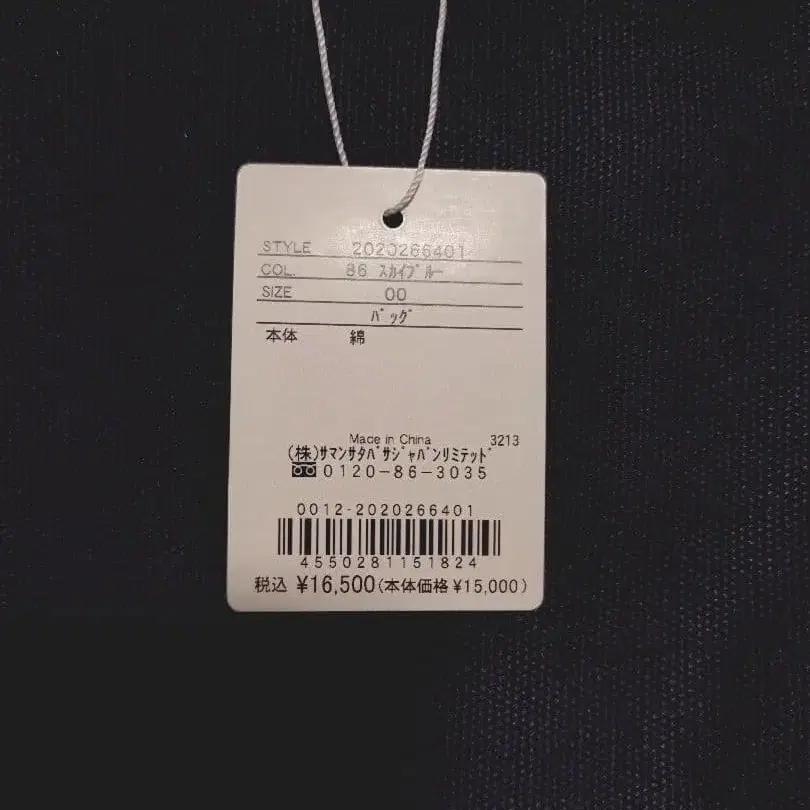 STYLE 2020266401
COL. 86 ｽｶｲﾌﾞﾙｰ
SIZE 00
ﾊﾞｯｸﾞ
本体 綿
Made in China 3213
(株)ｻﾏﾝｻﾀﾊﾞｻｼﾞｬﾊﾟﾝﾘﾐﾃｯﾄﾞ
0120-86-3035
0012-2020266401
4550281151824
税込 ¥16,500(本体価格 ¥15,000)